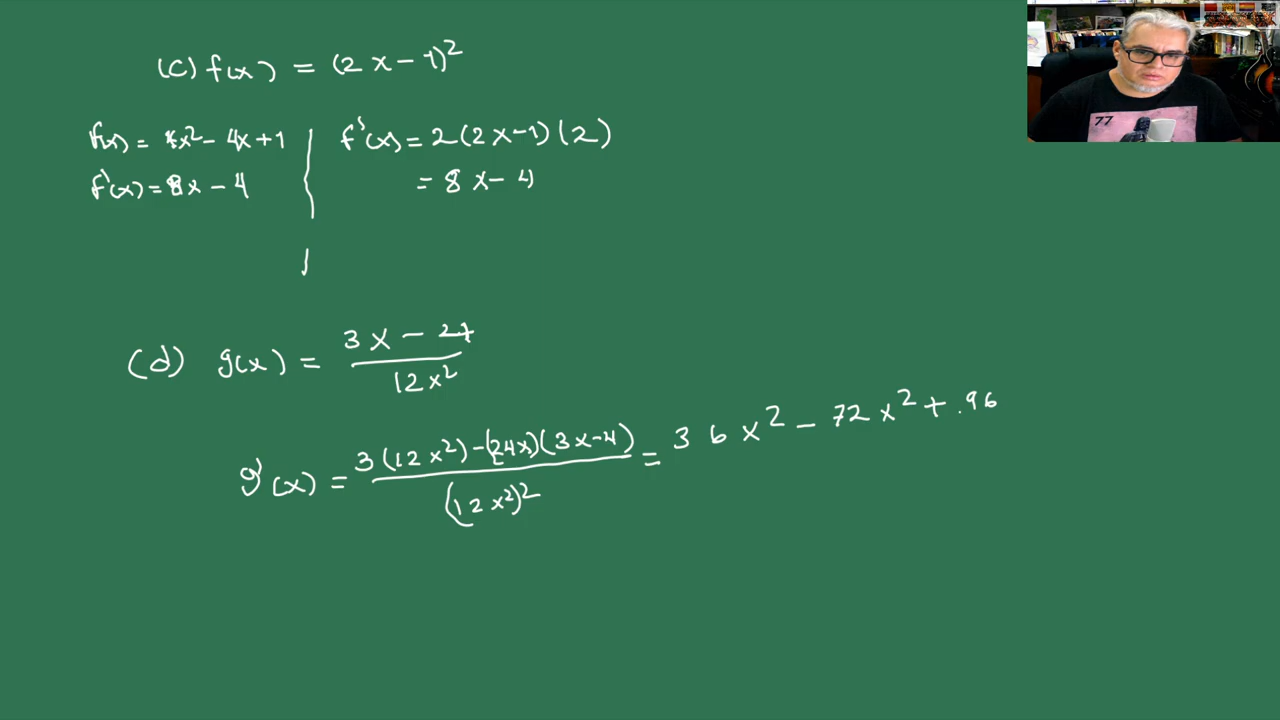 (c) f(x) = (2x-1)²
f(x) = 4x² - 4x + 1
f'(x) = 8x - 4
f'(x) = 2(2x-1)(2)
= 8x - 4
(d) g(x) = (3x - 24)/(12x²)
g'(x) = (3(12x²) - (24x)(3x-4))/((12x²)²) = 36x² - 72x² + .96
77